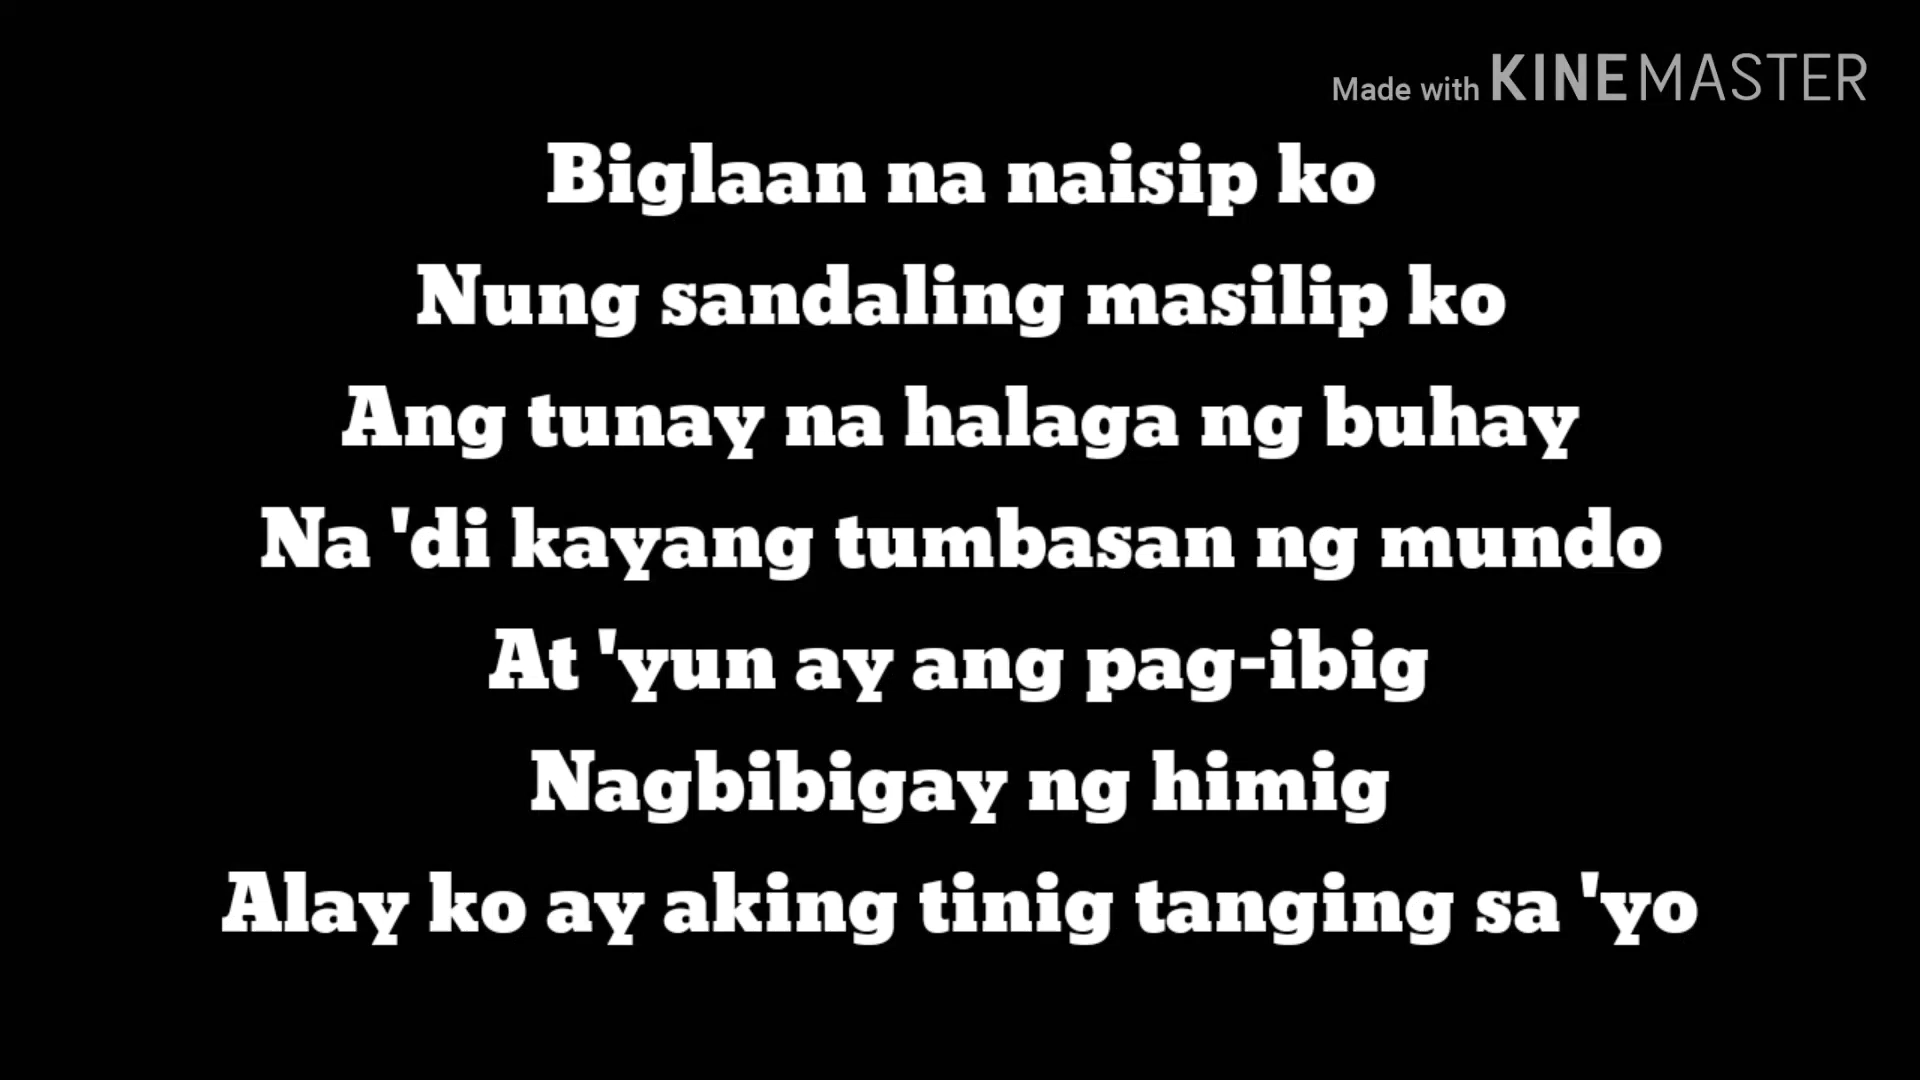 Made with KINEMASTER
Biglaan na naisip ko
Nung sandaling masilip ko
Ang tunay na halaga ng buhay
Na 'di kayang tumbasan ng mundo
At 'yun ay ang pag-ibig
Nagbibigay ng himig
Alay ko ay aking tinig tanging sa 'yo